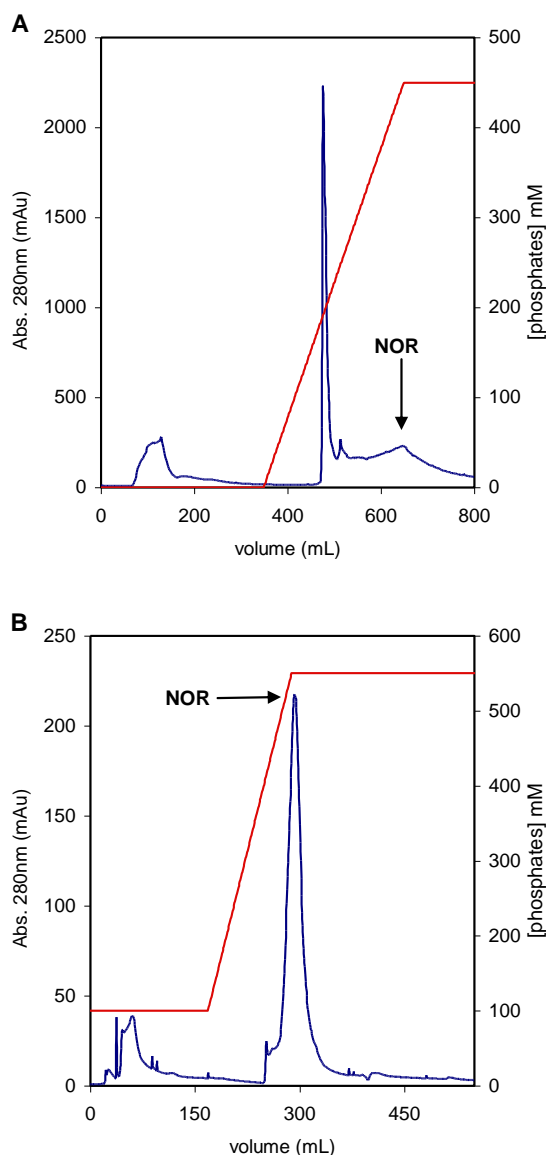 A
2500 500
2000 400
1500 300
1000 200
500 100
0 0
Abs. 280nm (mAu)
[phosphates] mM
NOR
0 200 400 600 800
volume (mL)
B
250 600
500
200
400
150
300
100
200
50
100
0 0
Abs. 280nm (mAu)
[phosphates] mM
NOR
0 150 300 450
volume (mL)